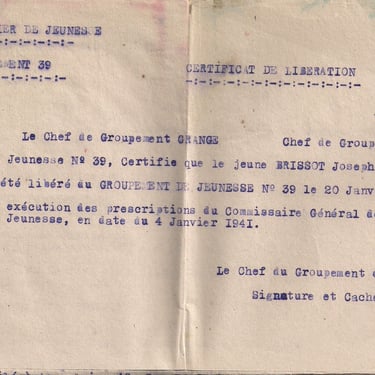 IER DE JEUNESSE
-:-:-:-:-:-
EMENT 39
-:-:-:-:-
CERTIFICAT DE LIBERATION
-:-:-:-:-:-:-:-:-:-:-:-:-
Le Chef de Groupement GRANGE Chef de Group
Jeunesse Nº 39, Certifie que le jeune BRISSOT Joseph
été libéré du GROUPEMENT DE JEUNESSE Nº 39 le 20 Janv
exécution des prescriptions du Commissaire Général d
Jeunesse, en date du 4 Janvier 1941.
Le Chef du Groupement
Signature et Cache